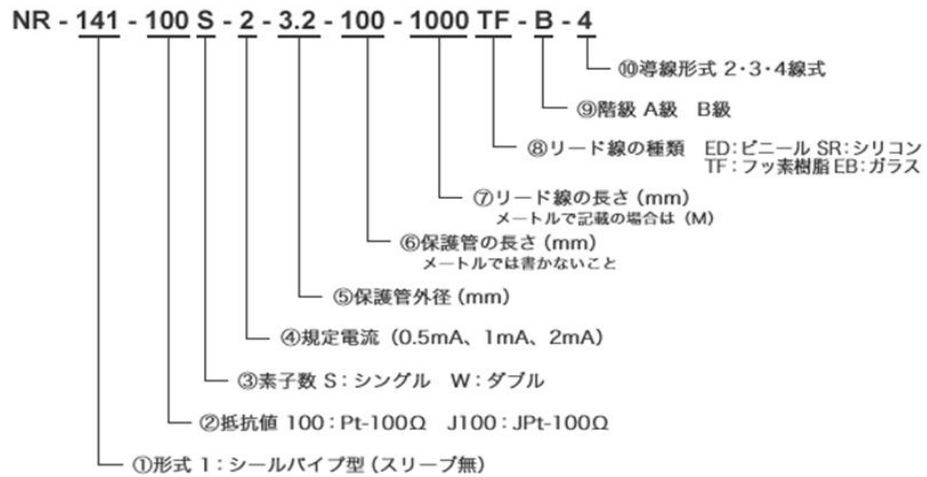 NR - 141 - 100 S - 2 - 3.2 - 100 - 1000 TF - B - 4
⑩導線形式 2・3・4線式
⑨階級 A級 B級
⑧リード線の種類 ED：ビニール SR：シリコン
TF：フッ素樹脂 EB：ガラス
⑦リード線の長さ（mm）
メートルで記載の場合は（M）
⑥保護管の長さ（mm）
メートルでは書かないこと
⑤保護管外径（mm）
④規定電流（0.5mA、1mA、2mA）
③素子数 S：シングル W：ダブル
②抵抗値 100：Pt-100Ω J100：JPt-100Ω
①形式 1：シールパイプ型（スリーブ無）